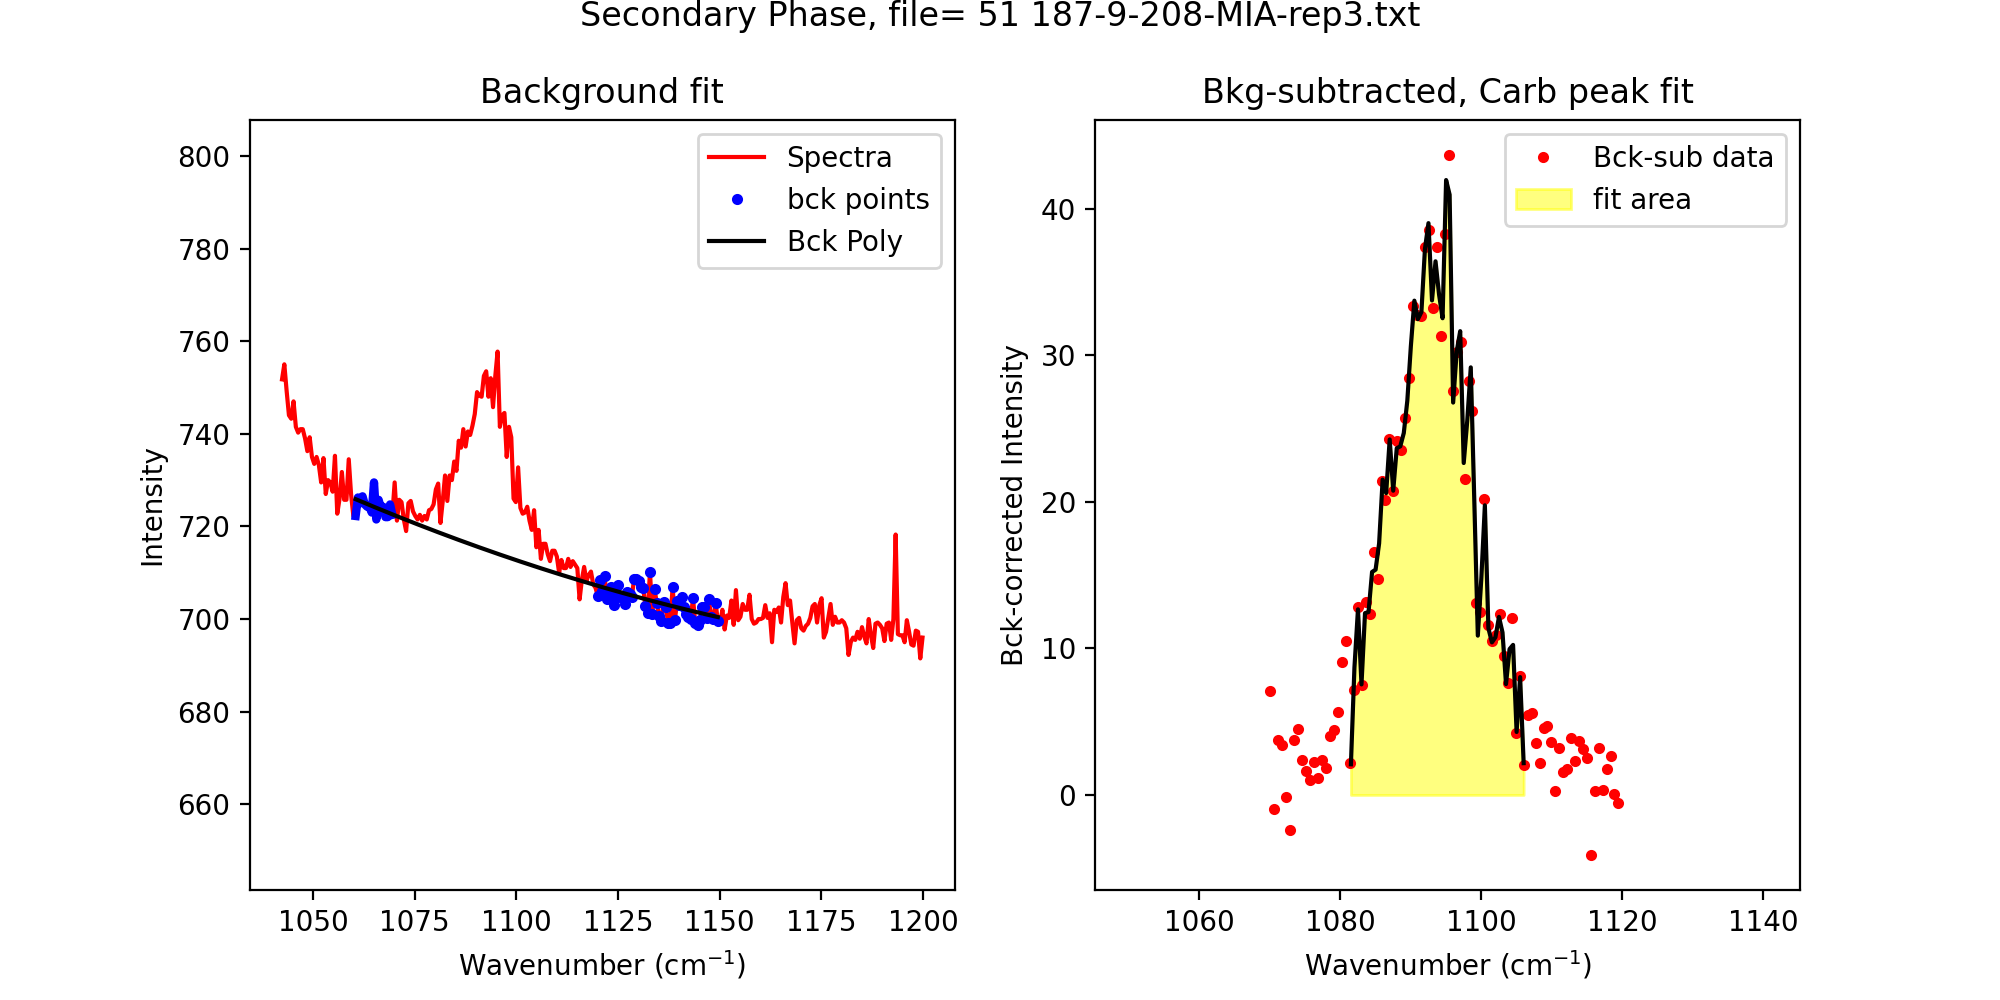 Secondary Phase, file= 51 187-9-208-MIA-rep3.txt
Background fit
Intensity
800
780
760
740
720
700
680
660
Spectra
bck points
Bck Poly
1050 1075 1100 1125 1150 1175 1200
Wavenumber (cm⁻¹)
Bkg-subtracted, Carb peak fit
Bck-corrected Intensity
40
30
20
10
0
Bck-sub data
fit area
1060 1080 1100 1120 1140
Wavenumber (cm⁻¹)